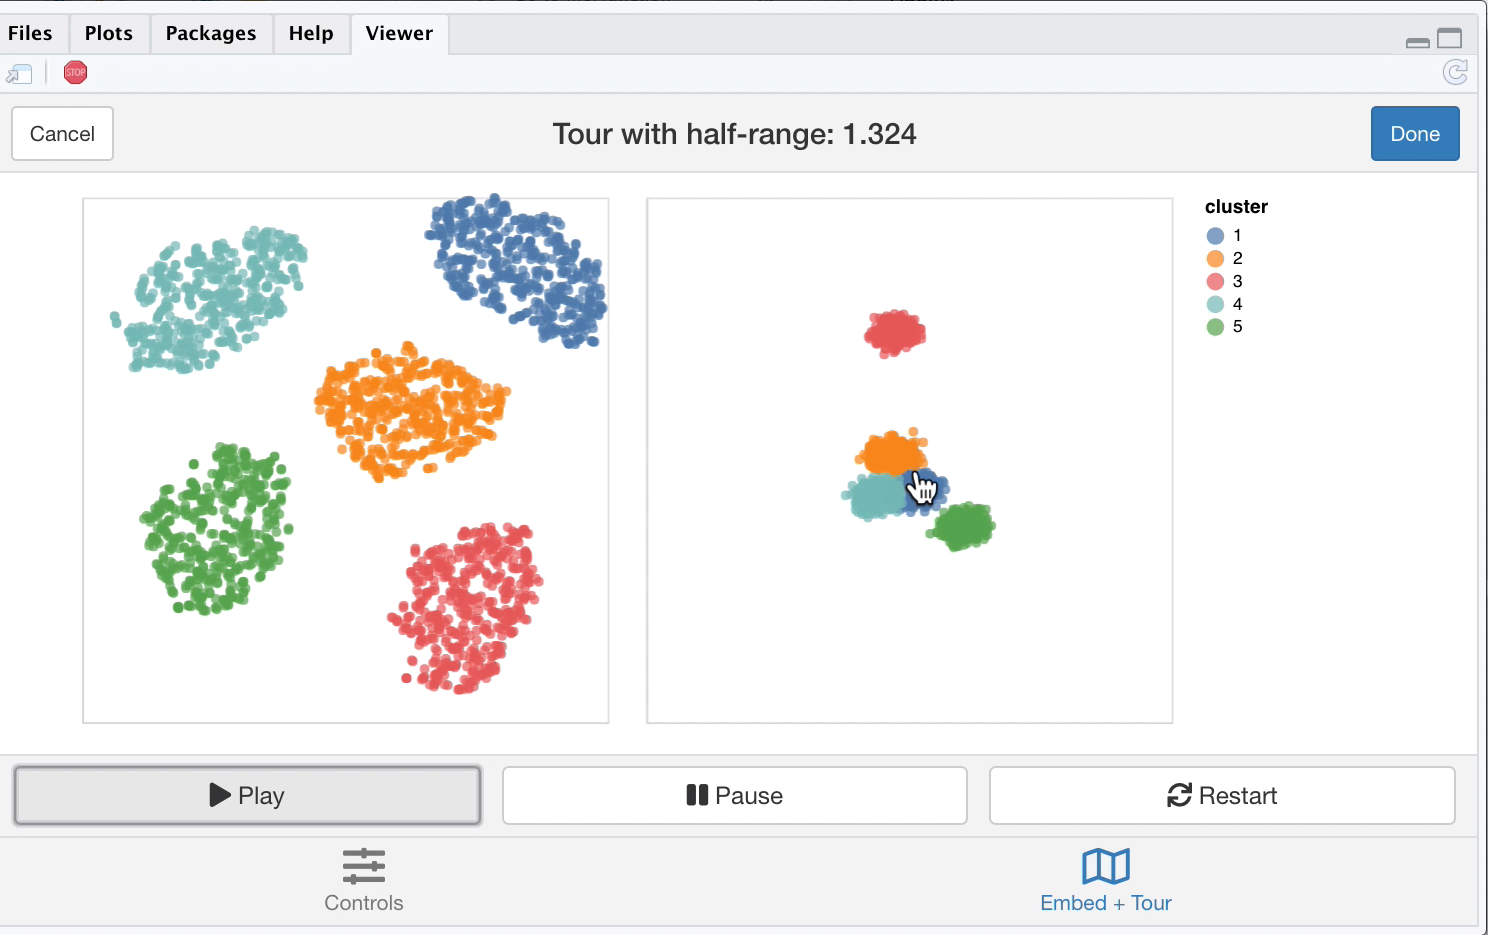 Files Plots Packages Help Viewer
STOP
Cancel Tour with half-range: 1.324 Done
cluster
1
2
3
4
5
Play Pause Restart
Controls Embed + Tour